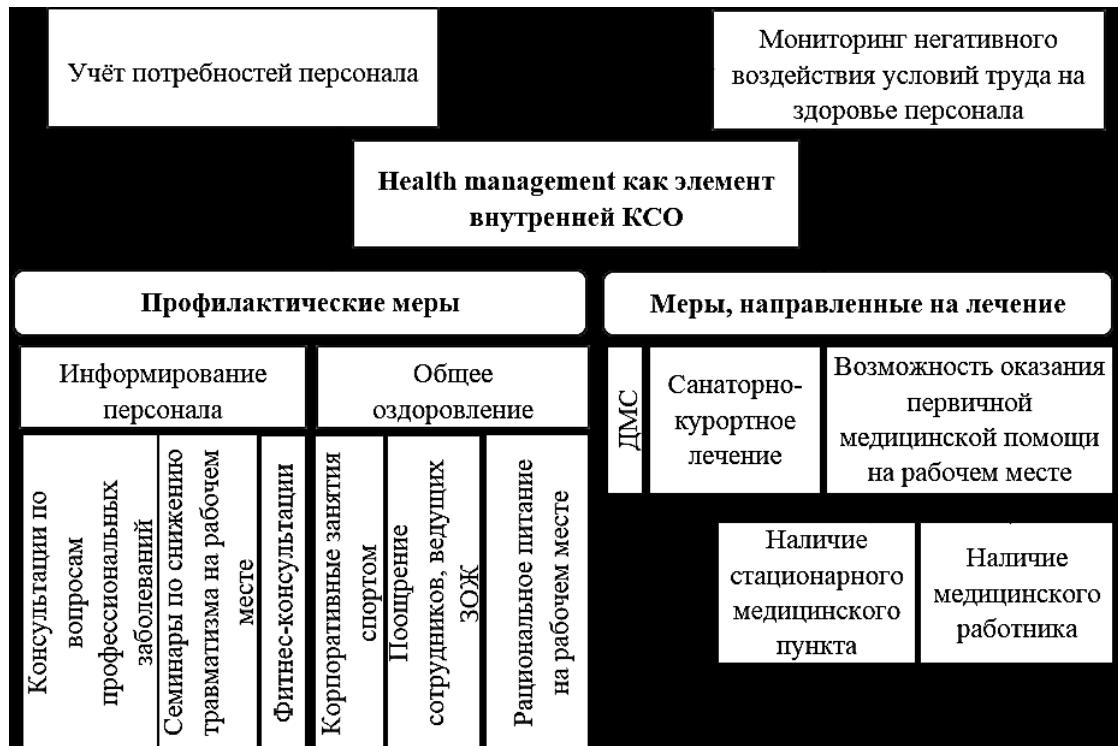 Учёт потребностей персонала
Мониторинг негативного
воздействия условий труда на
здоровье персонала
Health management как элемент
внутренней КСО
Профилактические меры
Меры, направленные на лечение
Информирование
персонала
Общее
оздоровление
ДМС
Санаторно-
курортное
лечение
Возможность оказания
первичной
медицинской помощи
на рабочем месте
Консультации по
вопросам
профессиональных
заболеваний
Семинары по снижению
травматизма на рабочем
месте
Фитнес-консультации
Корпоративные занятия
спортом
Поощрение
сотрудников, ведущих
ЗОЖ
Рациональное питание
на рабочем месте
Наличие
стационарного
медицинского
пункта
Наличие
медицинского
работника